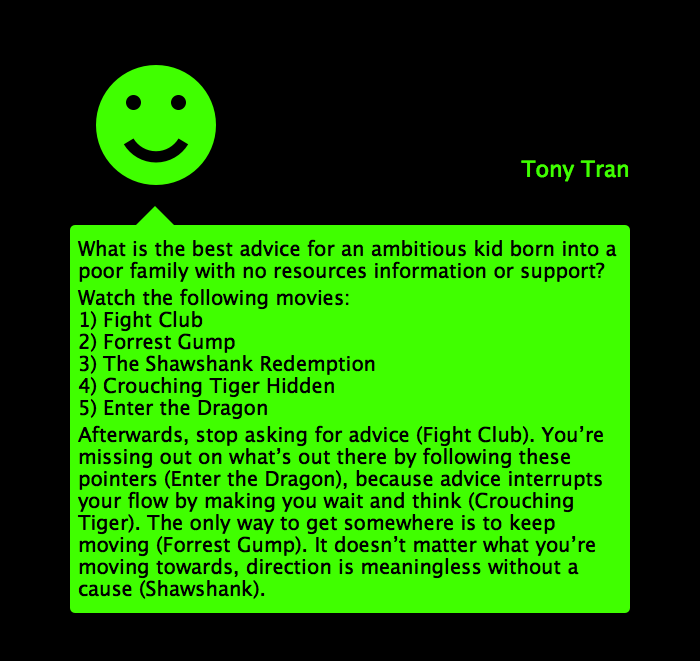 Tony Tran
What is the best advice for an ambitious kid born into a
poor family with no resources information or support?
Watch the following movies:
1) Fight Club
2) Forrest Gump
3) The Shawshank Redemption
4) Crouching Tiger Hidden
5) Enter the Dragon
Afterwards, stop asking for advice (Fight Club). You’re
missing out on what’s out there by following these
pointers (Enter the Dragon), because advice interrupts
your flow by making you wait and think (Crouching
Tiger). The only way to get somewhere is to keep
moving (Forrest Gump). It doesn’t matter what you’re
moving towards, direction is meaningless without a
cause (Shawshank).